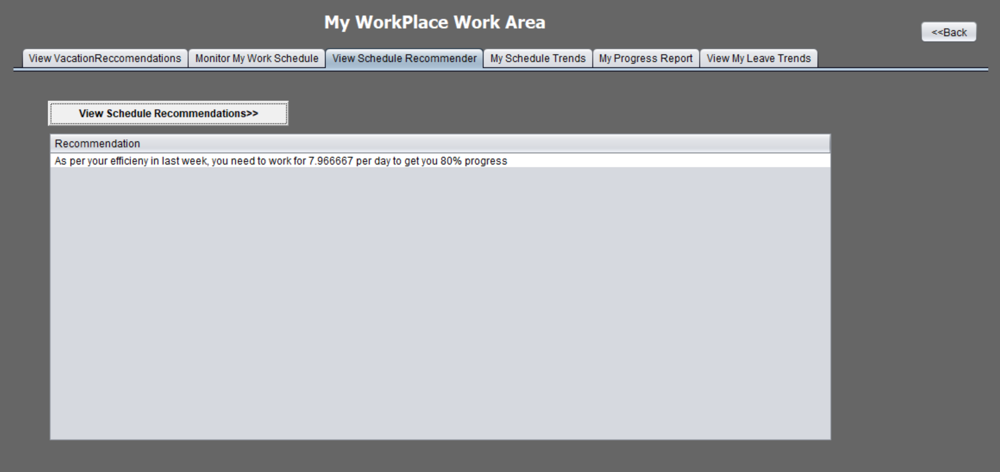 My WorkPlace Work Area
<<Back
View VacationReccomendations
Monitor My Work Schedule
View Schedule Recommender
My Schedule Trends
My Progress Report
View My Leave Trends
View Schedule Recommendations>>
Recommendation
As per your efficieny in last week, you need to work for 7.966667 per day to get you 80% progress